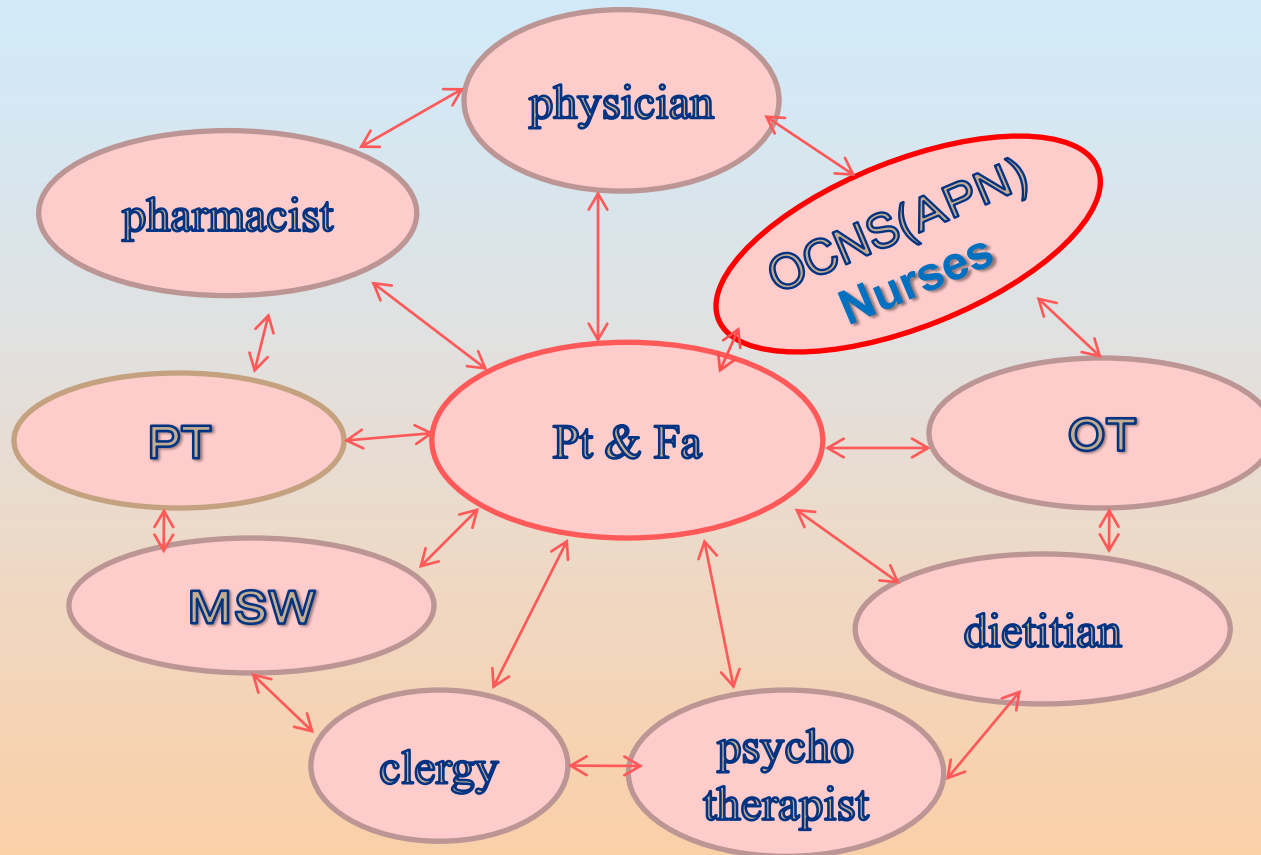 physician
pharmacist
OCNS(APN)
Nurses
PT
Pt & Fa
OT
MSW
dietitian
clergy
psycho
therapist